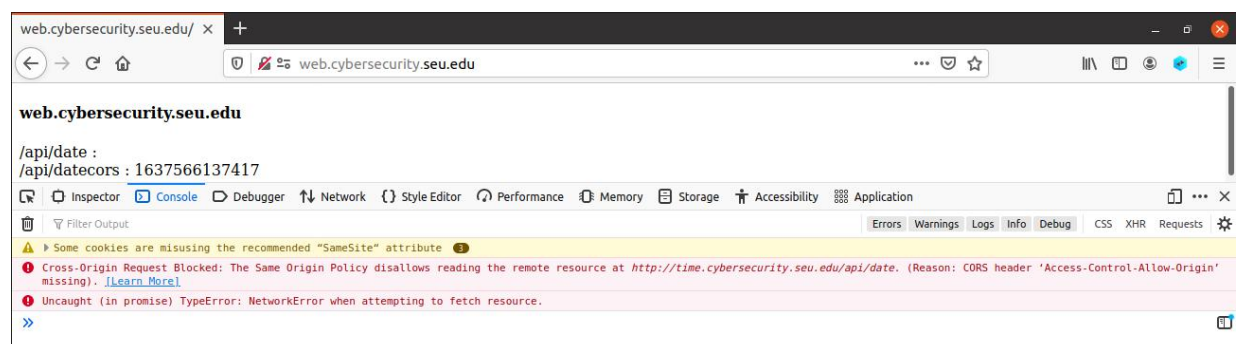 web.cybersecurity.seu.edu/
web.cybersecurity.seu.edu
web.cybersecurity.seu.edu
/api/date :
/api/datecors : 1637566137417
Inspector Console Debugger Network Style Editor Performance Memory Storage Accessibility Application
Filter Output Errors Warnings Logs Info Debug CSS XHR Requests
Some cookies are misusing the recommended “SameSite“ attribute 3
Cross-Origin Request Blocked: The Same Origin Policy disallows reading the remote resource at http://time.cybersecurity.seu.edu/api/date. (Reason: CORS header ‘Access-Control-Allow-Origin’
missing). [Learn More]
Uncaught (in promise) TypeError: NetworkError when attempting to fetch resource.